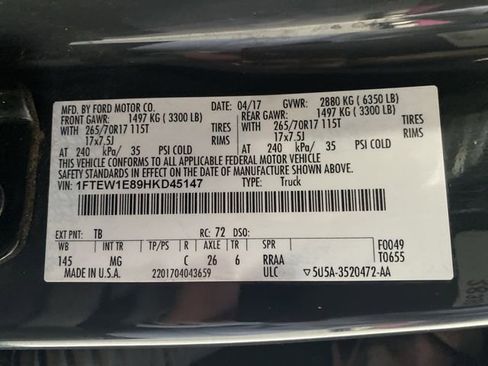 MFD. BY FORD MOTOR CO. 04/17 GVWR: 2880 KG ( 6350 LB)
FRONT GAWR: 1497 KG ( 3300 LB) REAR GAWR: 1497 KG ( 3300 LB)
WITH 265/70R17 115T TIRES WITH 265/70R17 115T TIRES
17x7.5J RIMS 17x7.5J RIMS
AT 240 kPa/ 35 PSI COLD AT 240 kPa/ 35 PSI COLD
THIS VEHICLE CONFORMS TO ALL APPLICABLE FEDERAL MOTOR VEHICLE
SAFETY STANDARDS IN EFFECT ON THE DATE OF MANUFACTURE SHOWN ABOVE.
VIN: 1FTEW1E89HKD45147 TYPE: Truck
EXT PNT: TB RC: 72 DSO: F0049
WB INT TR TP/PS R AXLE TR SPR T0655
145 MG C 26 6 RRAA
MADE IN U.S.A. 2201704043659 ULC ▽5U5A-3520472-AA